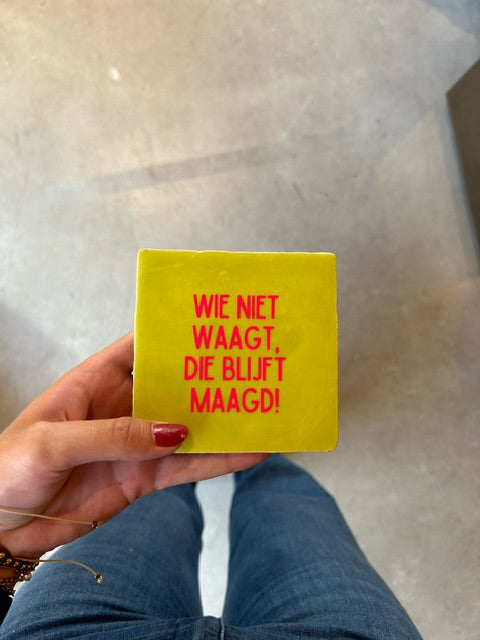 WIE NIET
WAAGT,
DIE BLIJFT
MAAGD!